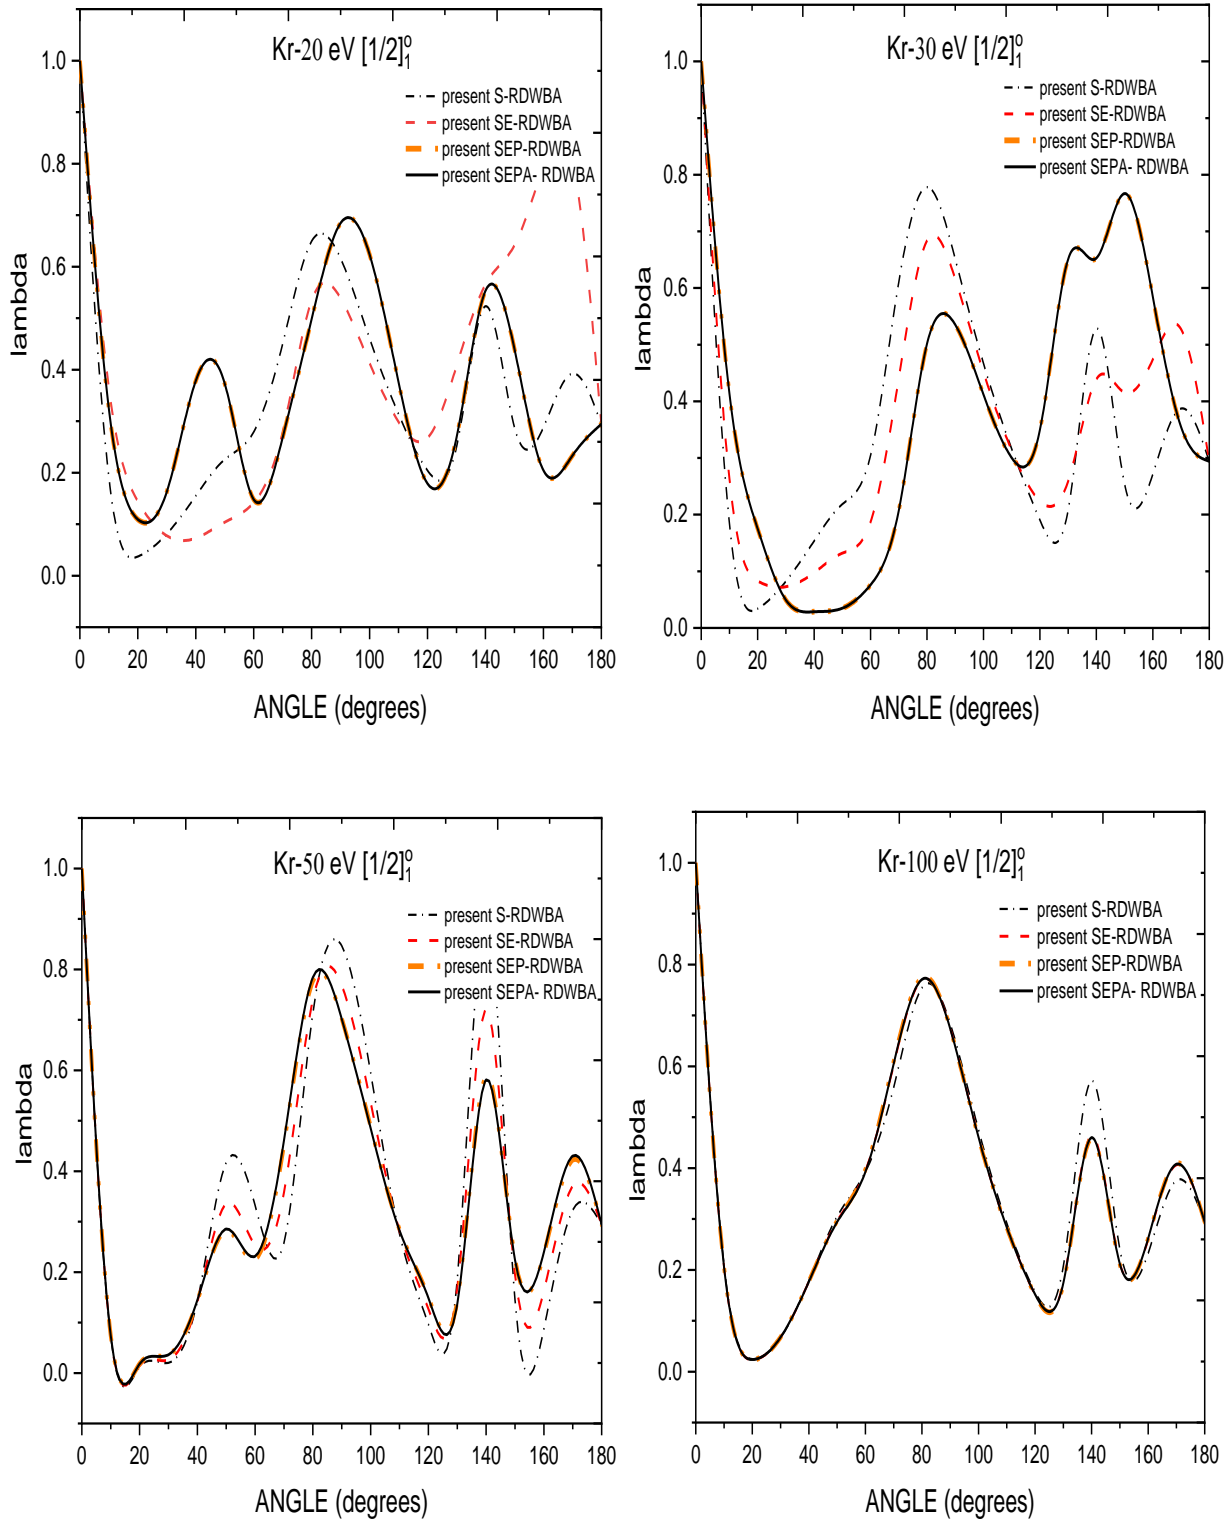 Kr-20 eV [1/2]₁ᵒ
present S-RDWBA
present SE-RDWBA
present SEP-RDWBA
present SEPA- RDWBA
lambda
1.0
0.8
0.6
0.4
0.2
0.0
0 20 40 60 80 100 120 140 160 180
ANGLE (degrees)
Kr-30 eV [1/2]₁ᵒ
present S-RDWBA
present SE-RDWBA
present SEP-RDWBA
present SEPA- RDWBA
lambda
1.0
0.8
0.6
0.4
0.2
0.0
0 20 40 60 80 100 120 140 160 180
ANGLE (degrees)
Kr-50 eV [1/2]₁ᵒ
present S-RDWBA
present SE-RDWBA
present SEP-RDWBA
present SEPA- RDWBA
lambda
1.0
0.8
0.6
0.4
0.2
0.0
0 20 40 60 80 100 120 140 160 180
ANGLE (degrees)
Kr-100 eV [1/2]₁ᵒ
present S-RDWBA
present SE-RDWBA
present SEP-RDWBA
present SEPA- RDWBA
lambda
1.0
0.8
0.6
0.4
0.2
0.0
0 20 40 60 80 100 120 140 160 180
ANGLE (degrees)